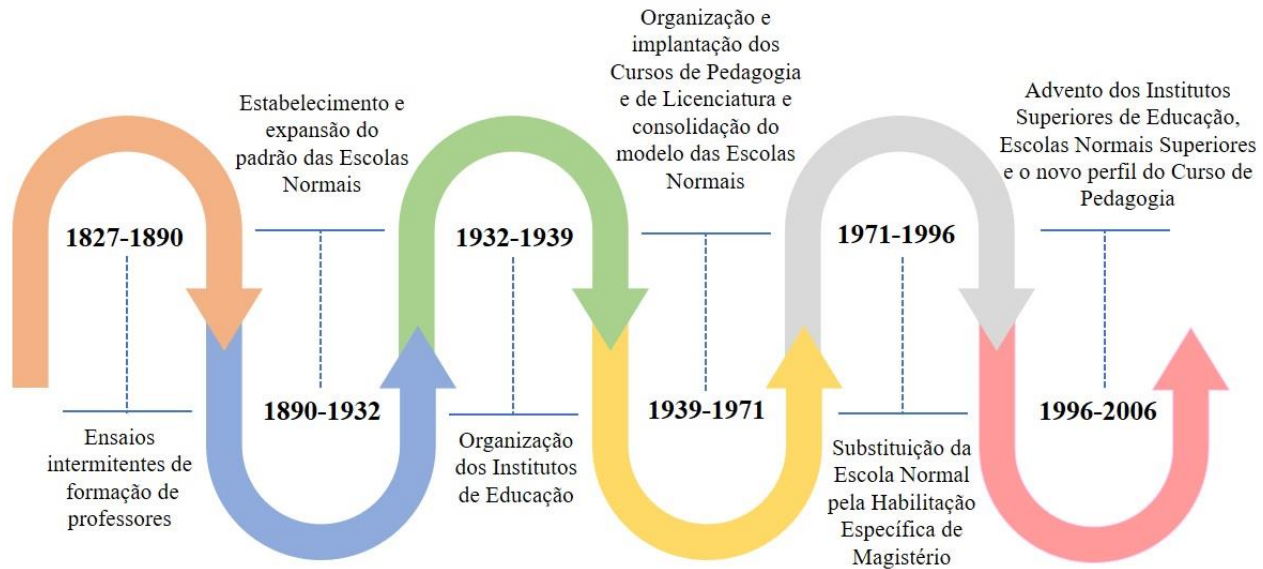 1827-1890
Ensaios
intermitentes de
formação de
professores
Estabelecimento e
expansão do
padrão das Escolas
Normais
1890-1932
1932-1939
Organização
dos Institutos
de Educação
Organização e
implantação dos
Cursos de Pedagogia
e de Licenciatura e
consolidação do
modelo das Escolas
Normais
1939-1971
1971-1996
Substituição da
Escola Normal
pela Habilitação
Específica de
Magistério
Advento dos Institutos
Superiores de Educação,
Escolas Normais Superiores
e o novo perfil do Curso de
Pedagogia
1996-2006